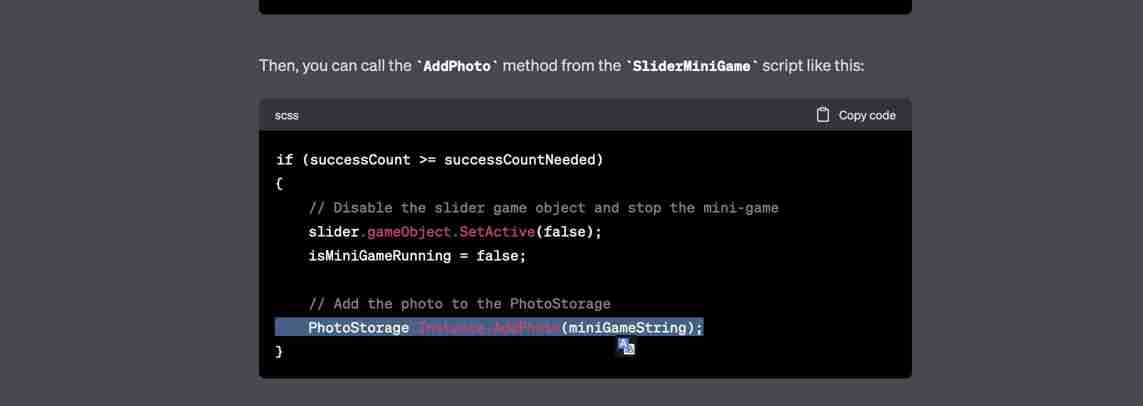 Then, you can call the `AddPhoto` method from the `SliderMiniGame` script like this:
scss
Copy code
if (successCount >= successCountNeeded)
{
    // Disable the slider game object and stop the mini-game
    slider.gameObject.SetActive(false);
    isMiniGameRunning = false;
    // Add the photo to the PhotoStorage
    PhotoStorage.Instance.AddPhoto(miniGameString);
}